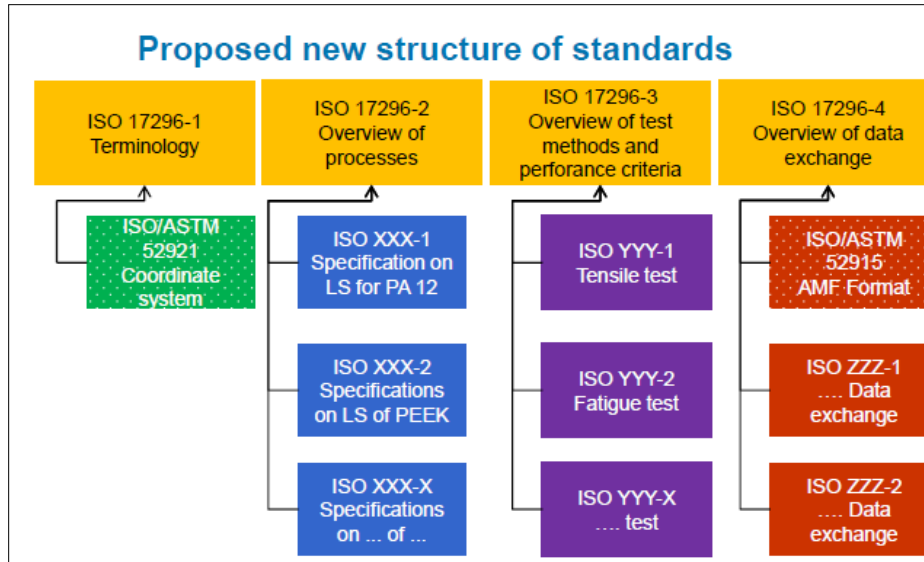 Proposed new structure of standards
ISO 17296-1
Terminology
ISO 17296-2
Overview of
processes
ISO 17296-3
Overview of test
methods and
perforance criteria
ISO 17296-4
Overview of data
exchange
ISO/ASTM
52921
Coordinate
system
ISO XXX-1
Specification on
LS for PA 12
ISO YYY-1
Tensile test
ISO/ASTM
52915
AMF Format
ISO XXX-2
Specifications
on LS of PEEK
ISO YYY-2
Fatigue test
ISO ZZZ-1
.... Data
exchange
ISO XXX-X
Specifications
on ... of ...
ISO YYY-X
.... test
ISO ZZZ-2
.... Data
exchange